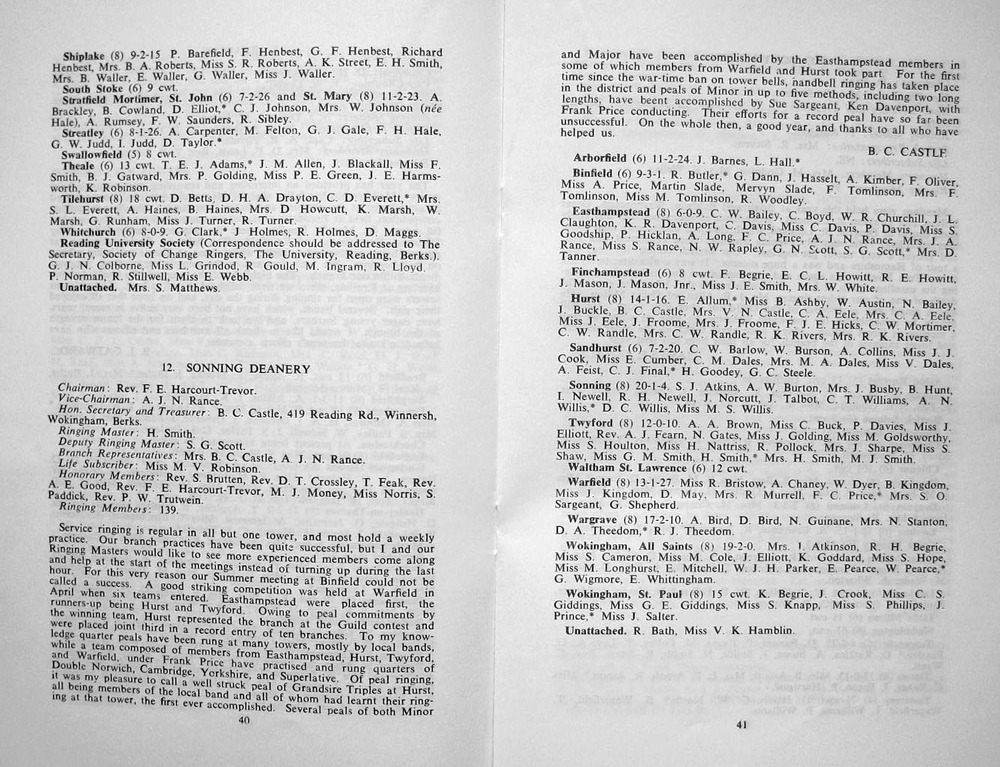 Shiplake (8) 9-2-15 P. Barefield, F. Henbest, G. F. Henbest, Richard
Henbest, Mrs. B. A. Roberts, Miss S. R. Roberts, A. K. Street, E. H. Smith,
Mrs. B. Waller, E. Waller, G. Waller, Miss J. Waller.
South Stoke (6) 9 cwt.
Stratfield Mortimer, St. John (6) 7-2-26 and St. Mary (8) 11-2-23. A.
Brackley, B. Cowland, D. Elliot,* C. J. Johnson, Mrs. W. Johnson (née
Hale), A. Rumsey, F. W. Saunders, R. Sibley.
Streatley (6) 8-1-26. A. Carpenter, M. Felton, G. J. Gale, F. H. Hale,
G. W. Judd, I. Judd, D. Taylor.*
Swallowfield (5) 8 cwt.
Theale (6) 13 cwt. T. E. J. Adams,* J. M. Allen, J. Blackall, Miss F.
Smith, B. J. Gatward, Mrs. P. Golding, Miss P. E. Green, J. E. Harms-
worth, K. Robinson.
Tilehurst (8) 18 cwt. D. Betts, D. H. A. Drayton, C. D. Everett,* Mrs.
S. L. Everett, A. Haines, B. Haines, Mrs. D Howcutt, K. Marsh, W.
Marsh, G. Runham, Miss J. Turner, R. Turner.
Whitchurch (6) 8-0-9. G. Clark,* J Holmes, R. Holmes, D. Maggs.
Reading University Society (Correspondence should be addressed to The
Secretary, Society of Change Ringers, The University, Reading, Berks.).
G. J. N. Colborne, Miss L. Grindod, R Gould, M. Ingram, R. Lloyd.
P. Norman, R. Stillwell, Miss E. Webb.
Unattached. Mrs. S. Matthews.
12. SONNING DEANERY
Chairman: Rev. F. E. Harcourt-Trevor.
Vice-Chairman: A. J. N. Rance.
Hon. Secretary and Treasurer: B. C. Castle, 419 Reading Rd., Winnersh,
Wokingham, Berks.
Ringing Master: H. Smith.
Deputy Ringing Master: S. G. Scott.
Branch Representatives: Mrs. B. C. Castle, A. J. N. Rance.
Life Subscriber: Miss M. V. Robinson.
Honorary Members: Rev. S. Brutten, Rev. D. T. Crossley, T. Feak, Rev.
A. E. Good, Rev. F. E. Harcourt-Trevor, M. J. Money, Miss Norris, S.
Paddick, Rev. P. W. Trutwein.
Ringing Members: 139.
Service ringing is regular in all but one tower, and most hold a weekly
practice. Our branch practices have been quite successful, but I and our
Ringing Masters would like to see more experienced members come along
and help at the start of the meetings instead of turning up during the last
hour. For this very reason our Summer meeting at Binfield could not be
called a success. A good striking competition was held at Warfield in
April when six teams entered. Easthampstead were placed first, the
runners-up being Hurst and Twyford. Owing to peal commitments by
the winning team, Hurst represented the branch at the Guild contest and
were placed joint third in a record entry of ten branches. To my know-
ledge quarter peals have been rung at many towers, mostly by local bands,
while a team composed of members from Easthampstead, Hurst, Twyford,
and Warfield, under Frank Price have practised and rung quarters of
Double Norwich, Cambridge, Yorkshire, and Superlative. Of peal ringing,
it was my pleasure to call a well struck peal of Grandsire Triples at Hurst,
all being members of the local band and all of whom had learnt their ring-
ing at that tower, the first ever accomplished. Several peals of both Minor
40
and Major have been accomplished by the Easthampstead members in
some of which members from Warfield and Hurst took part. For the first
time since the war-time ban on tower bells, handbell ringing has taken place
in the district and peals of Minor in up to five methods, including two long
lengths, have beent accomplished by Sue Sargeant, Ken Davenport, with
Frank Price conducting. Their efforts for a record peal have so far been
unsuccessful. On the whole then, a good year, and thanks to all who have
helped us.
B. C. CASTLE
Arborfield (6) 11-2-24. J. Barnes, L. Hall.*
Binfield (6) 9-3-1. R. Butler,* G. Dann, J. Hasselt, A. Kimber, F. Oliver,
Miss A. Price, Martin Slade, Mervyn Slade, F. Tomlinson, Mrs. F.
Tomlinson, Miss M. Tomlinson, R. Woodley.
Easthampstead (8) 6-0-9. C. W. Bailey, C. Boyd, W. R. Churchill, J. L.
Claughton, K. R. Davenport, C. Davis, Miss C. Davis, P. Davis, Miss S.
Goodship, P. Hicklan, A. Long, F. C. Price, A. J. N. Rance, Mrs. J. A.
Rance, Miss S. Rance, N. W. Rapley, G. N. Scott, S. G. Scott,* Mrs. D.
Tanner.
Finchampstead (6) 8 cwt. F. Begrie, E. C. L. Howitt, R. E. Howitt,
J. Mason, J. Mason, Jnr., Miss J. E. Smith, Mrs. W. White.
Hurst (8) 14-1-16. E. Allum,* Miss B. Ashby, W. Austin, N. Bailey,
J. Buckle, B. C. Castle, Mrs. V. N. Castle, C. A. Eele, Mrs. C. A. Eele,
Miss J. Eele, J. Froome, Mrs. J. Froome, F. J. E. Hicks, C. W. Mortimer,
C. W. Randle, Mrs. C. W. Randle, R. K. Rivers, Mrs. R. K. Rivers.
Sandhurst (6) 7-2-20. C. W. Barlow, W. Burson, A. Collins, Miss J. J.
Cook, Miss E. Cumber, C. M. Dales, Mrs. M. A. Dales, Miss V. Dales,
A. Feist, C. J. Final,* H. Goodey, G. C. Steele.
Sonning (8) 20-1-4. S. J. Atkins, A. W. Burton, Mrs. J. Busby, B. Hunt,
I. Newell, R. H. Newell, J. Norcutt, J. Talbot, C. T. Williams, A. N.
Willis,* D. C. Willis, Miss M. S. Willis.
Twyford (8) 12-0-10. A. A. Brown, Miss C. Buck, P. Davies, Miss J.
Elliott, Rev. A. J. Fearn, N. Gates, Miss J. Golding, Miss M. Goldsworthy,
Miss S. Houlton, Miss H. Nattriss, R. Pollock, Mrs. J. Sharpe, Miss S.
Shaw, Miss G. M. Smith, H. Smith,* Mrs. H. Smith, M. J. Smith.
Waltham St. Lawrence (6) 12 cwt.
Warfield (8) 13-1-27. Miss R. Bristow, A. Chaney, W. Dyer, B. Kingdom,
Miss J. Kingdom, D. May, Mrs. R. Murrell, F. C. Price,* Mrs. S. O.
Sargeant, G. Shepherd.
Wargrave (8) 17-2-10. A. Bird, D. Bird, N. Guinane, Mrs. N. Stanton,
D. A. Theedom,* R. J. Theedom.
Wokingham, All Saints (8) 19-2-0. Mrs. I. Atkinson, R. H. Begrie,
Miss S. Cameron, Miss M. Cole, J. Elliott, K. Goddard, Miss S. Hope,
Miss M. Longhurst, E. Mitchell, W. J. H. Parker, E. Pearce, W. Pearce,*
G. Wigmore, E. Whittingham.
Wokingham, St. Paul (8) 15 cwt. K. Begrie, J. Crook, Miss C. S.
Giddings, Miss G. E. Giddings, Miss S. Knapp, Miss S. Phillips, J.
Prince,* Miss J. Salter.
Unattached. R. Bath, Miss V. K. Hamblin.
41